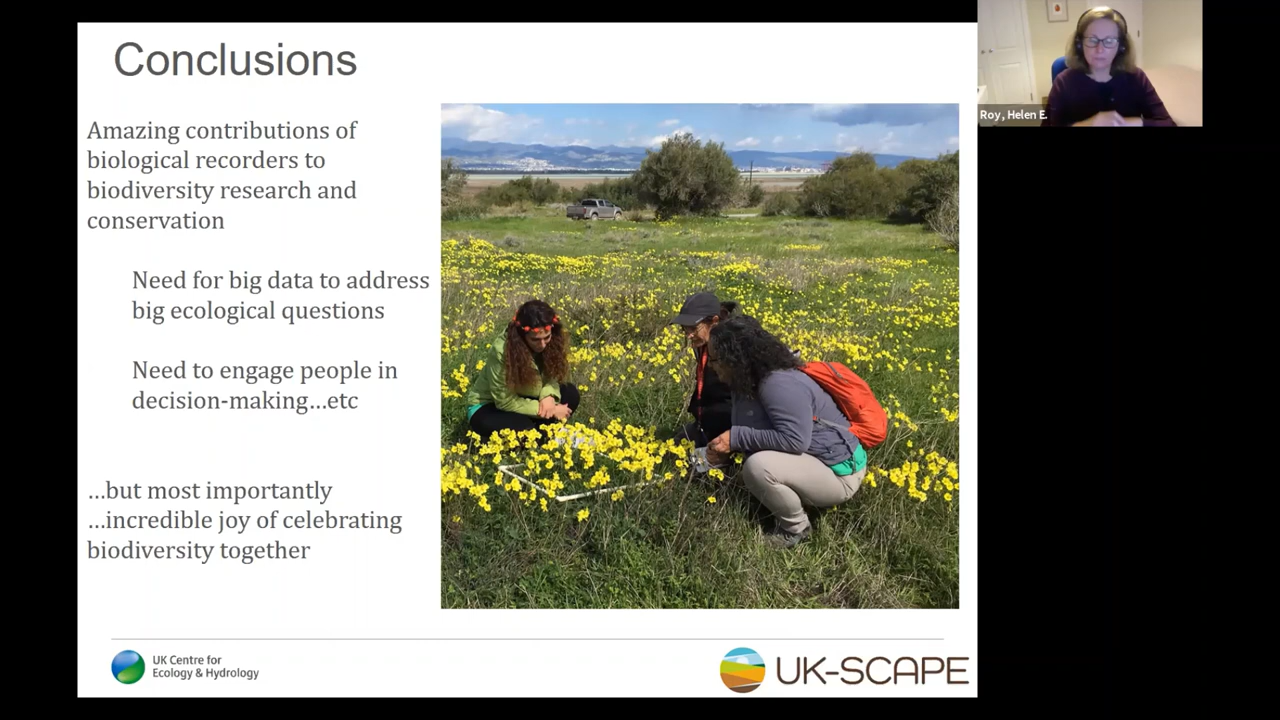 Conclusions
Amazing contributions of
biological recorders to
biodiversity research and
conservation
Need for big data to address
big ecological questions
Need to engage people in
decision-making...etc
...but most importantly
...incredible joy of celebrating
biodiversity together
UK Centre for
Ecology & Hydrology
UK-SCAPE
Roy, Helen E.